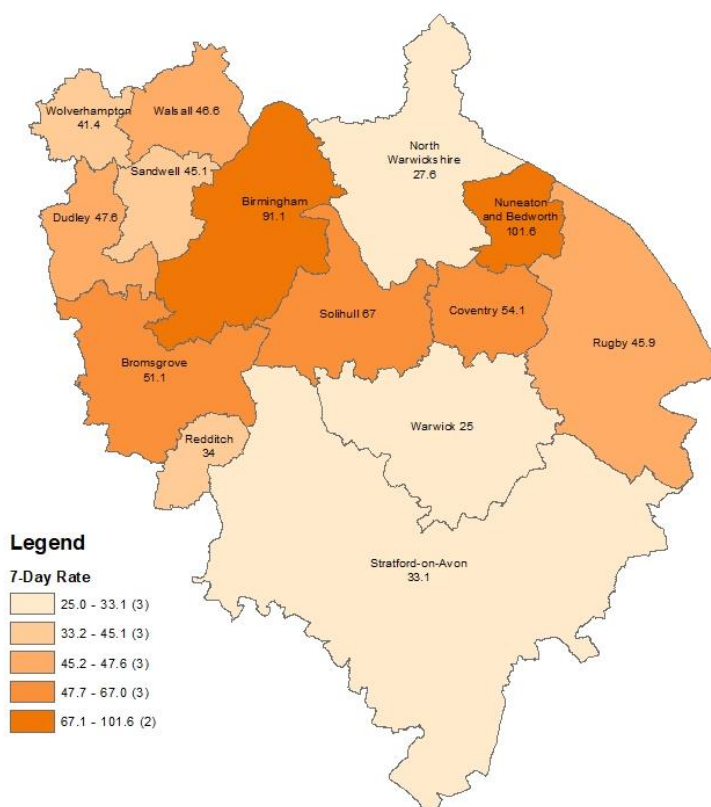 Wolverhampton
41.4
Walsall 46.6
North
Warwickshire
27.6
Sandwell 45.1
Birmingham
91.1
Nuneaton
and Bedworth
101.6
Dudley 47.6
Solihull 67
Coventry 54.1
Rugby 45.9
Bromsgrove
51.1
Warwick 25
Redditch
34
Stratford-on-Avon
33.1
Legend
7-Day Rate
25.0 - 33.1 (3)
33.2 - 45.1 (3)
45.2 - 47.6 (3)
47.7 - 67.0 (3)
67.1 - 101.6 (2)